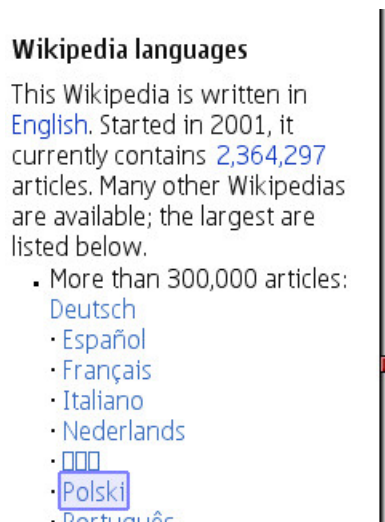 Wikipedia languages
This Wikipedia is written in
English. Started in 2001, it
currently contains 2,364,297
articles. Many other Wikipedias
are available; the largest are
listed below.
▪ More than 300,000 articles:
Deutsch
· Español
· Français
· Italiano
· Nederlands
· □□□
· Polski
· Português